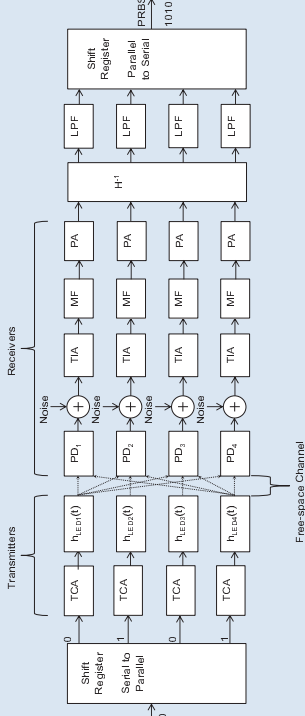 Shift
Register
Serial to
Parallel
0
1
0
1
Transmitters
TCA
TCA
TCA
TCA
hLED1(t)
hLED2(t)
hLED3(t)
hLED4(t)
Free-space Channel
Receivers
PD1
PD2
PD3
PD4
Noise
Noise
Noise
Noise
+
+
+
+
TIA
TIA
TIA
TIA
MF
MF
MF
MF
PA
PA
PA
PA
H-1
LPF
LPF
LPF
LPF
Shift
Register
Parallel
to Serial
PRBS
1010